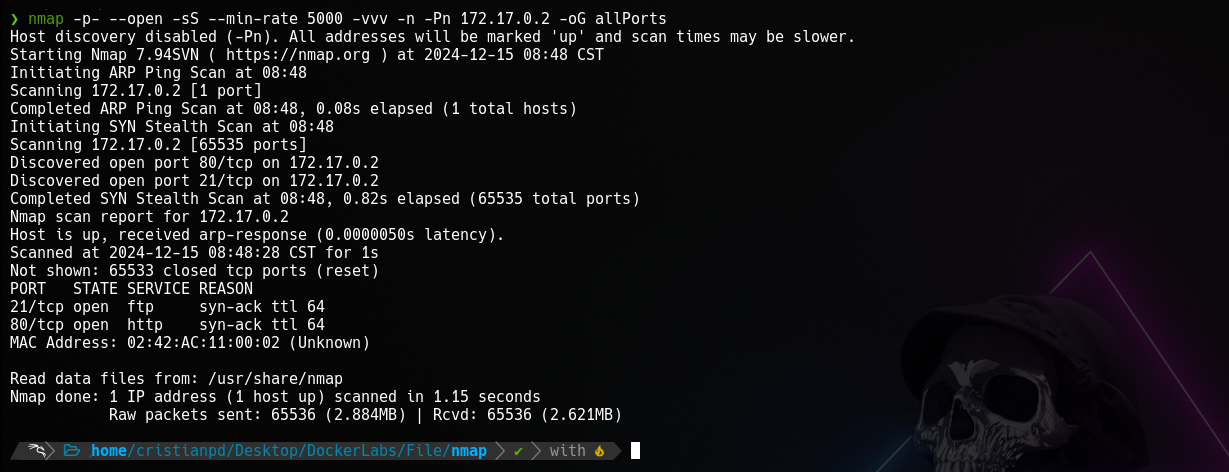 ❯ nmap -p- --open -sS --min-rate 5000 -vvv -n -Pn 172.17.0.2 -oG allPorts
Host discovery disabled (-Pn). All addresses will be marked 'up' and scan times may be slower.
Starting Nmap 7.94SVN ( https://nmap.org ) at 2024-12-15 08:48 CST
Initiating ARP Ping Scan at 08:48
Scanning 172.17.0.2 [1 port]
Completed ARP Ping Scan at 08:48, 0.08s elapsed (1 total hosts)
Initiating SYN Stealth Scan at 08:48
Scanning 172.17.0.2 [65535 ports]
Discovered open port 80/tcp on 172.17.0.2
Discovered open port 21/tcp on 172.17.0.2
Completed SYN Stealth Scan at 08:48, 0.82s elapsed (65535 total ports)
Nmap scan report for 172.17.0.2
Host is up, received arp-response (0.0000050s latency).
Scanned at 2024-12-15 08:48:28 CST for 1s
Not shown: 65533 closed tcp ports (reset)
PORT   STATE SERVICE REASON
21/tcp open  ftp     syn-ack ttl 64
80/tcp open  http    syn-ack ttl 64
MAC Address: 02:42:AC:11:00:02 (Unknown)
Read data files from: /usr/share/nmap
Nmap done: 1 IP address (1 host up) scanned in 1.15 seconds
           Raw packets sent: 65536 (2.884MB) | Rcvd: 65536 (2.621MB)
home/cristianpd/Desktop/DockerLabs/File/nmap ✔ with